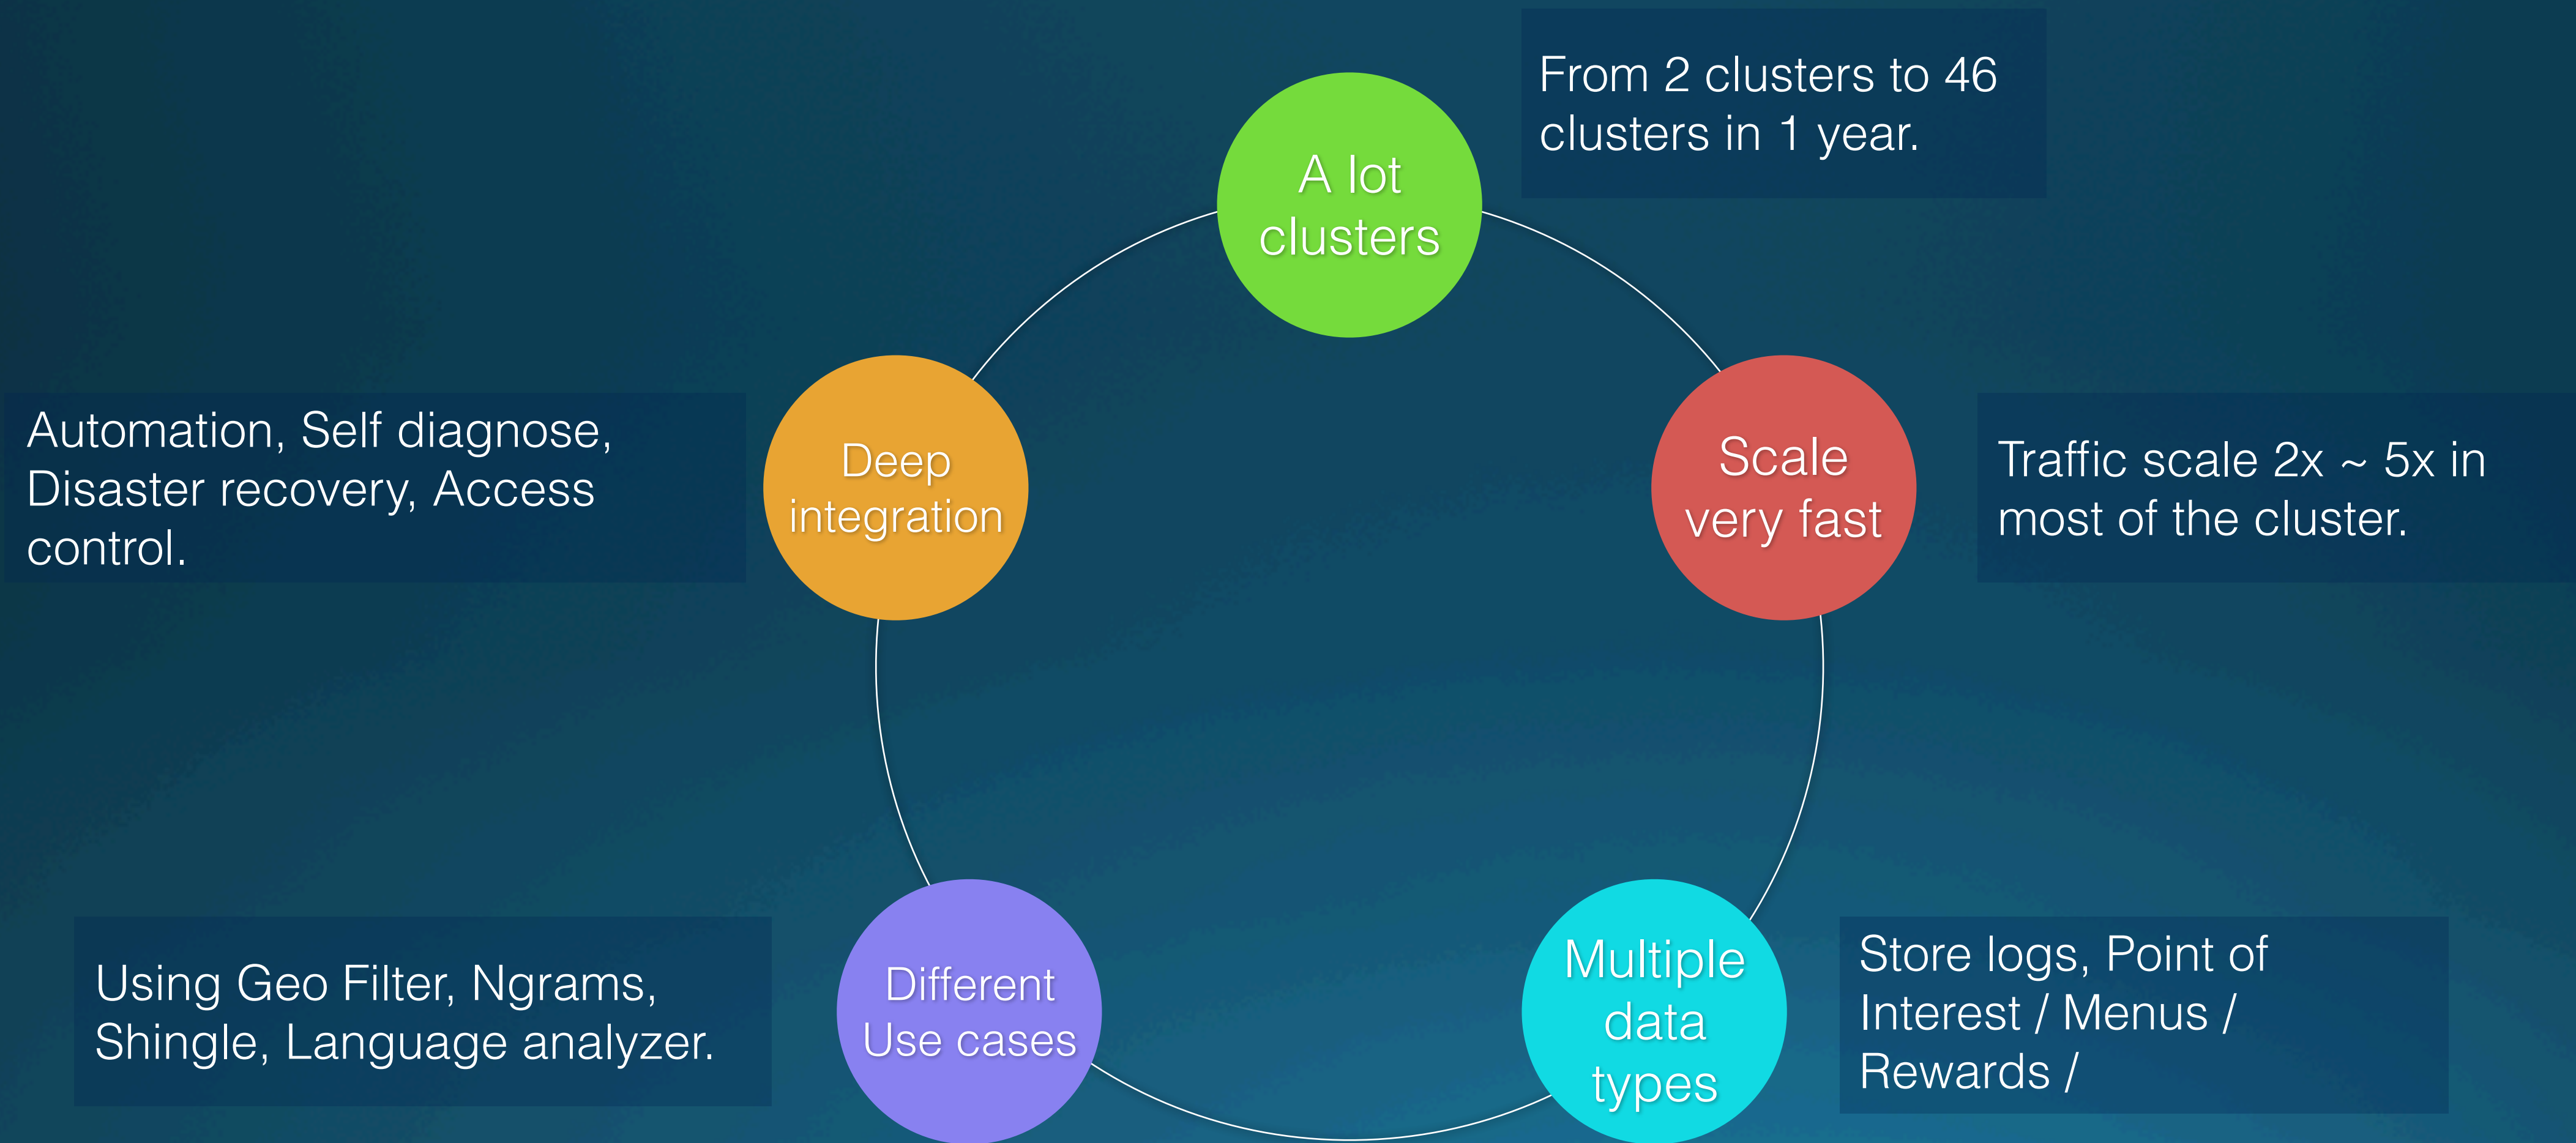 A lot
clusters
From 2 clusters to 46
clusters in 1 year.
Scale
very fast
Traffic scale 2x ~ 5x in
most of the cluster.
Multiple
data
types
Store logs, Point of
Interest / Menus /
Rewards /
Different
Use cases
Using Geo Filter, Ngrams,
Shingle, Language analyzer.
Deep
integration
Automation, Self diagnose,
Disaster recovery, Access
control.